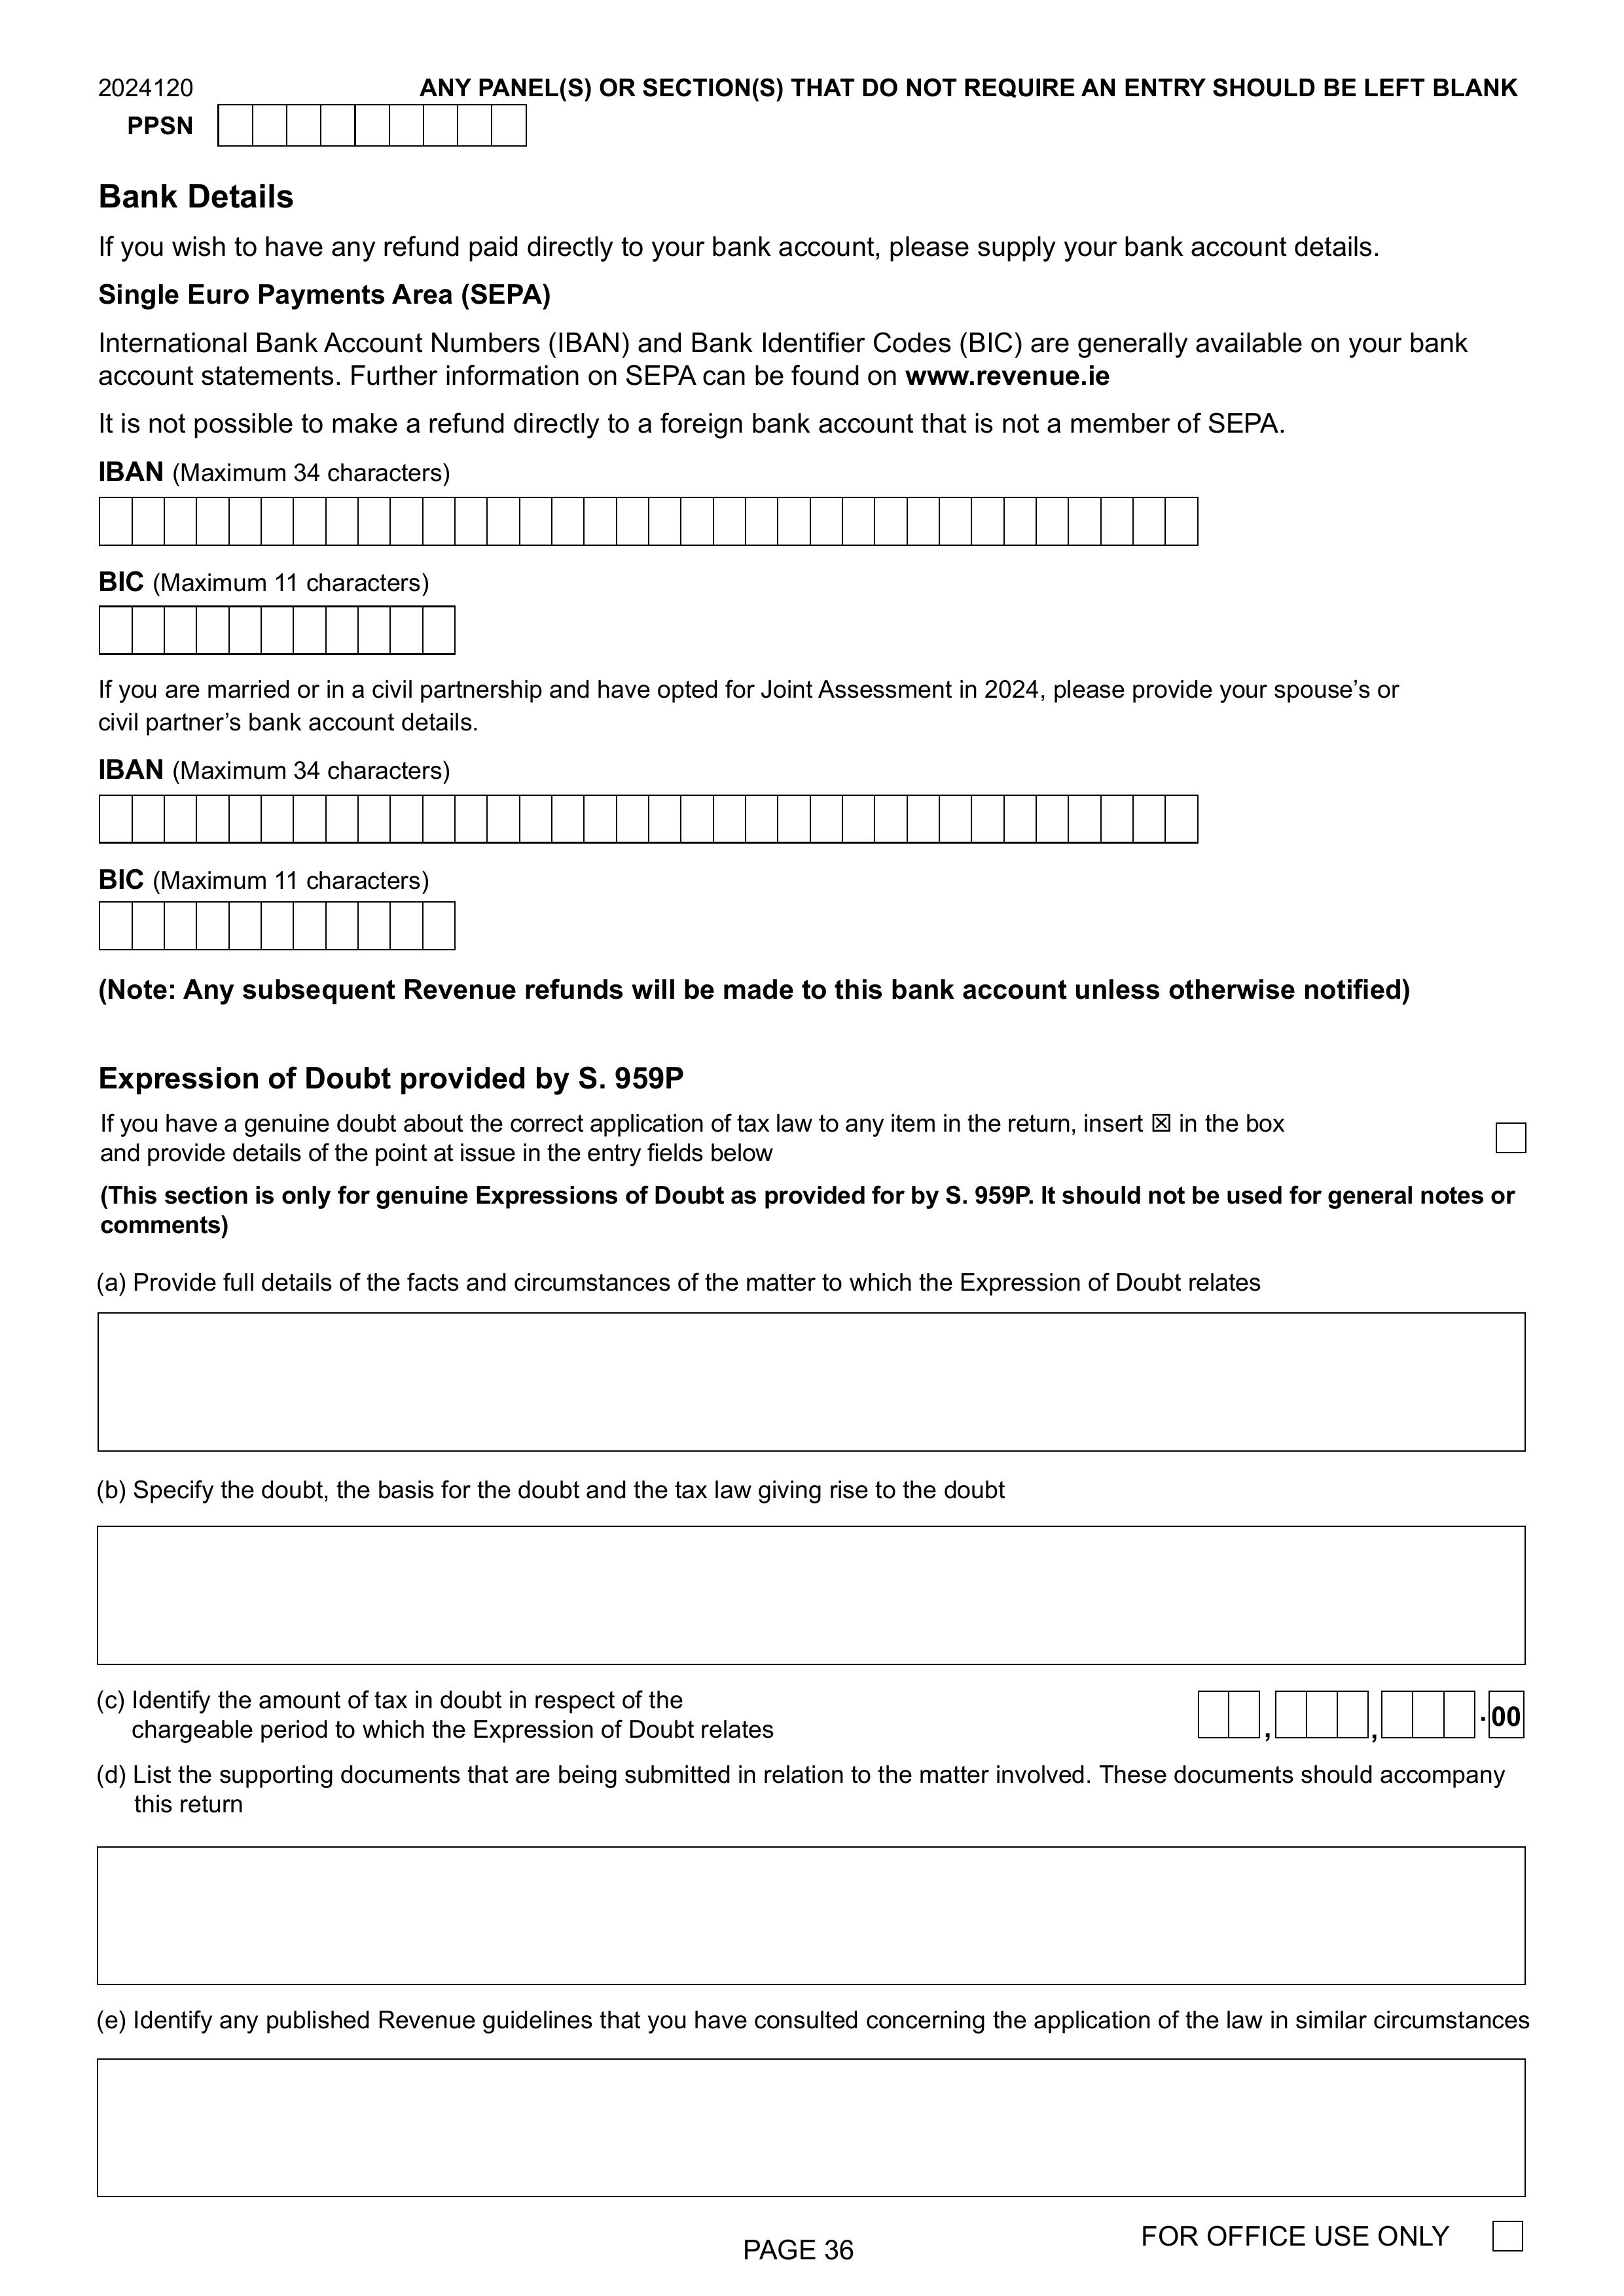 2024120
ANY PANEL(S) OR SECTION(S) THAT DO NOT REQUIRE AN ENTRY SHOULD BE LEFT BLANK
PPSN
Bank Details
If you wish to have any refund paid directly to your bank account, please supply your bank account details.
Single Euro Payments Area (SEPA)
International Bank Account Numbers (IBAN) and Bank Identifier Codes (BIC) are generally available on your bank
account statements. Further information on SEPA can be found on www.revenue.ie
It is not possible to make a refund directly to a foreign bank account that is not a member of SEPA.
IBAN (Maximum 34 characters)
BIC (Maximum 11 characters)
If you are married or in a civil partnership and have opted for Joint Assessment in 2024, please provide your spouse’s or
civil partner’s bank account details.
IBAN (Maximum 34 characters)
BIC (Maximum 11 characters)
(Note: Any subsequent Revenue refunds will be made to this bank account unless otherwise notified)
Expression of Doubt provided by S. 959P
If you have a genuine doubt about the correct application of tax law to any item in the return, insert ☒ in the box
and provide details of the point at issue in the entry fields below
(This section is only for genuine Expressions of Doubt as provided for by S. 959P. It should not be used for general notes or
comments)
(a) Provide full details of the facts and circumstances of the matter to which the Expression of Doubt relates
(b) Specify the doubt, the basis for the doubt and the tax law giving rise to the doubt
(c) Identify the amount of tax in doubt in respect of the
chargeable period to which the Expression of Doubt relates
, , .00
(d) List the supporting documents that are being submitted in relation to the matter involved. These documents should accompany
this return
(e) Identify any published Revenue guidelines that you have consulted concerning the application of the law in similar circumstances
PAGE 36
FOR OFFICE USE ONLY